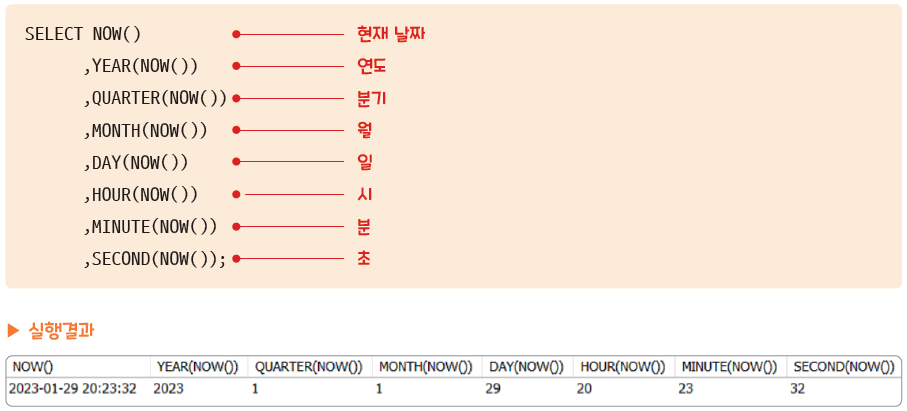 SELECT NOW() 현재 날짜
,YEAR(NOW()) 연도
,QUARTER(NOW()) 분기
,MONTH(NOW()) 월
,DAY(NOW()) 일
,HOUR(NOW()) 시
,MINUTE(NOW()) 분
,SECOND(NOW()); 초
▶ 실행결과
NOW() YEAR(NOW()) QUARTER(NOW()) MONTH(NOW()) DAY(NOW()) HOUR(NOW()) MINUTE(NOW()) SECOND(NOW())
2023-01-29 20:23:32 2023 1 1 29 20 23 32